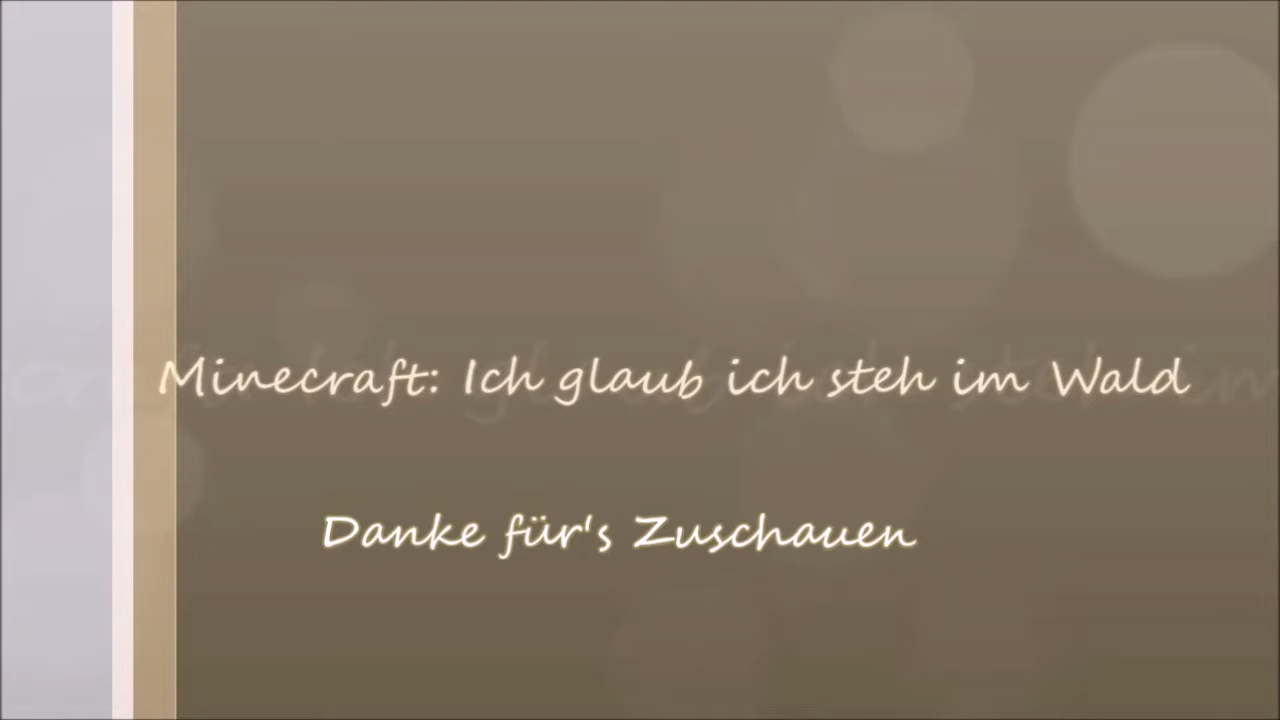 Minecraft: Ich glaub ich steh im Wald
Danke für's Zuschauen